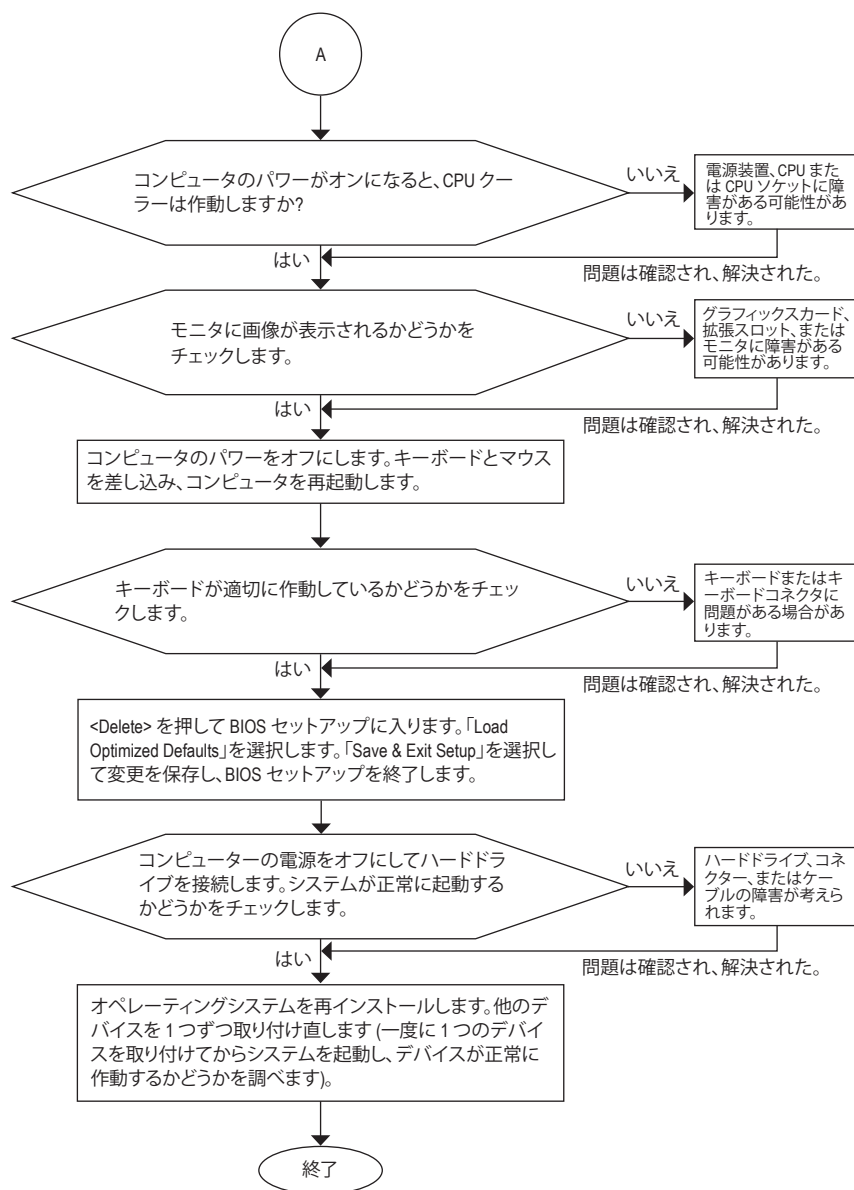 A
コンピュータのパワーがオンになると、CPU クー
ラーは作動しますか?
いいえ
電源装置、CPU また
は CPU ソケットに障
害がある可能性があ
ります。
はい
問題は確認され、解決された。
モニタに画像が表示されるかどうかを
チェックします。
いいえ
グラフィックスカード、
拡張スロット、または
モニタに障害がある
可能性があります。
はい
問題は確認され、解決された。
コンピュータのパワーをオフにします。キーボードとマウス
を差し込み、コンピュータを再起動します。
キーボードが適切に作動しているかどうかをチェッ
クします。
いいえ
キーボードまたはキ
ーボードコネクタに
問題がある場合があ
ります。
はい
問題は確認され、解決された。
<Delete> を押して BIOS セットアップに入ります。「Load
Optimized Defaults」を選択します。「Save & Exit Setup」を選択し
て変更を保存し、BIOS セットアップを終了します。
コンピューターの電源をオフにしてハードドラ
イブを接続します。システムが正常に起動する
かどうかをチェックします。
いいえ
ハードドライブ、コネ
クター、またはケー
ブルの障害が考えら
れます。
はい
問題は確認され、解決された。
オペレーティングシステムを再インストールします。他のデ
バイスを 1 つずつ取り付け直します (一度に 1 つのデバイ
スを取り付けてからシステムを起動し、デバイスが正常に
作動するかどうかを調べます)。
終了